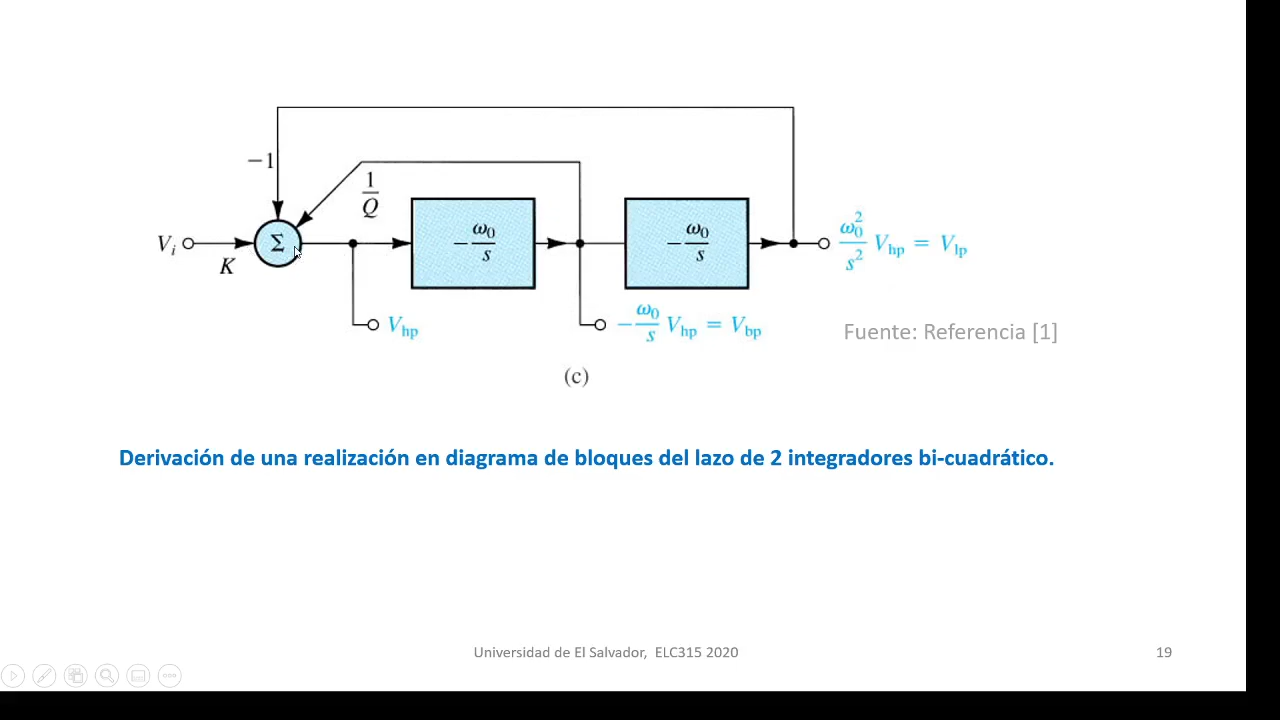 −1
1/Q
V_i
K
Σ
−ω₀/s
−ω₀/s
ω₀²/s² V_hp = V_lp
V_hp
−ω₀/s V_hp = V_bp
Fuente: Referencia [1]
(c)
Derivación de una realización en diagrama de bloques del lazo de 2 integradores bi-cuadrático.
Universidad de El Salvador, ELC315 2020
19